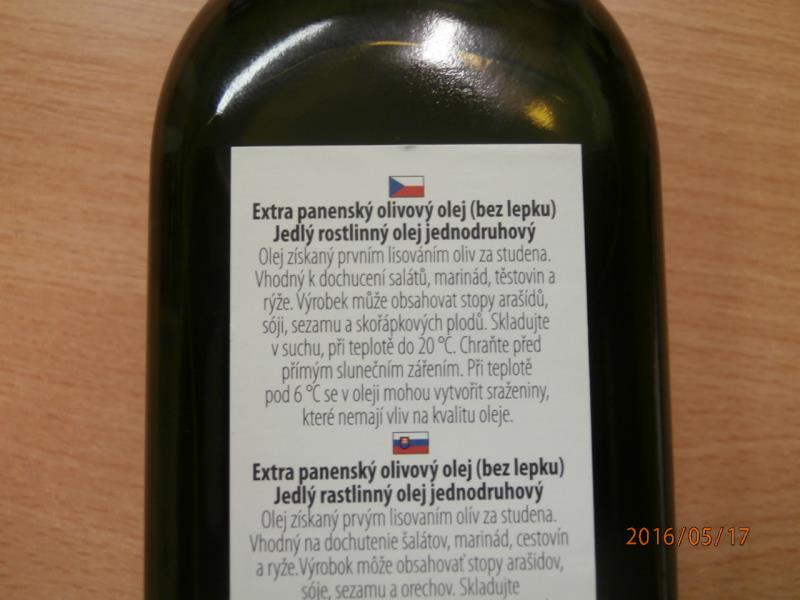 Extra panenský olivový olej (bez lepku)
Jedlý rostlinný olej jednodruhový
Olej získaný prvním lisováním oliv za studena.
Vhodný k dochucení salátů, marinád, těstovin a
rýže. Výrobek může obsahovat stopy arašídů,
sóji, sezamu a skořápkových plodů. Skladujte
v suchu, při teplotě do 20 °C. Chraňte před
přímým slunečním zářením. Při teplotě
pod 6 °C se v oleji mohou vytvořit sraženiny,
které nemají vliv na kvalitu oleje.
Extra panenský olivový olej (bez lepku)
Jedlý rastlinný olej jednodruhový
Olej získaný prvým lisovaním olív za studena.
Vhodný na dochutenie šalátov, marinád, cestovín
a ryže. Výrobok môže obsahovať stopy arašidov,
sóje, sezamu a orechov. Skladujte
2016/05/17